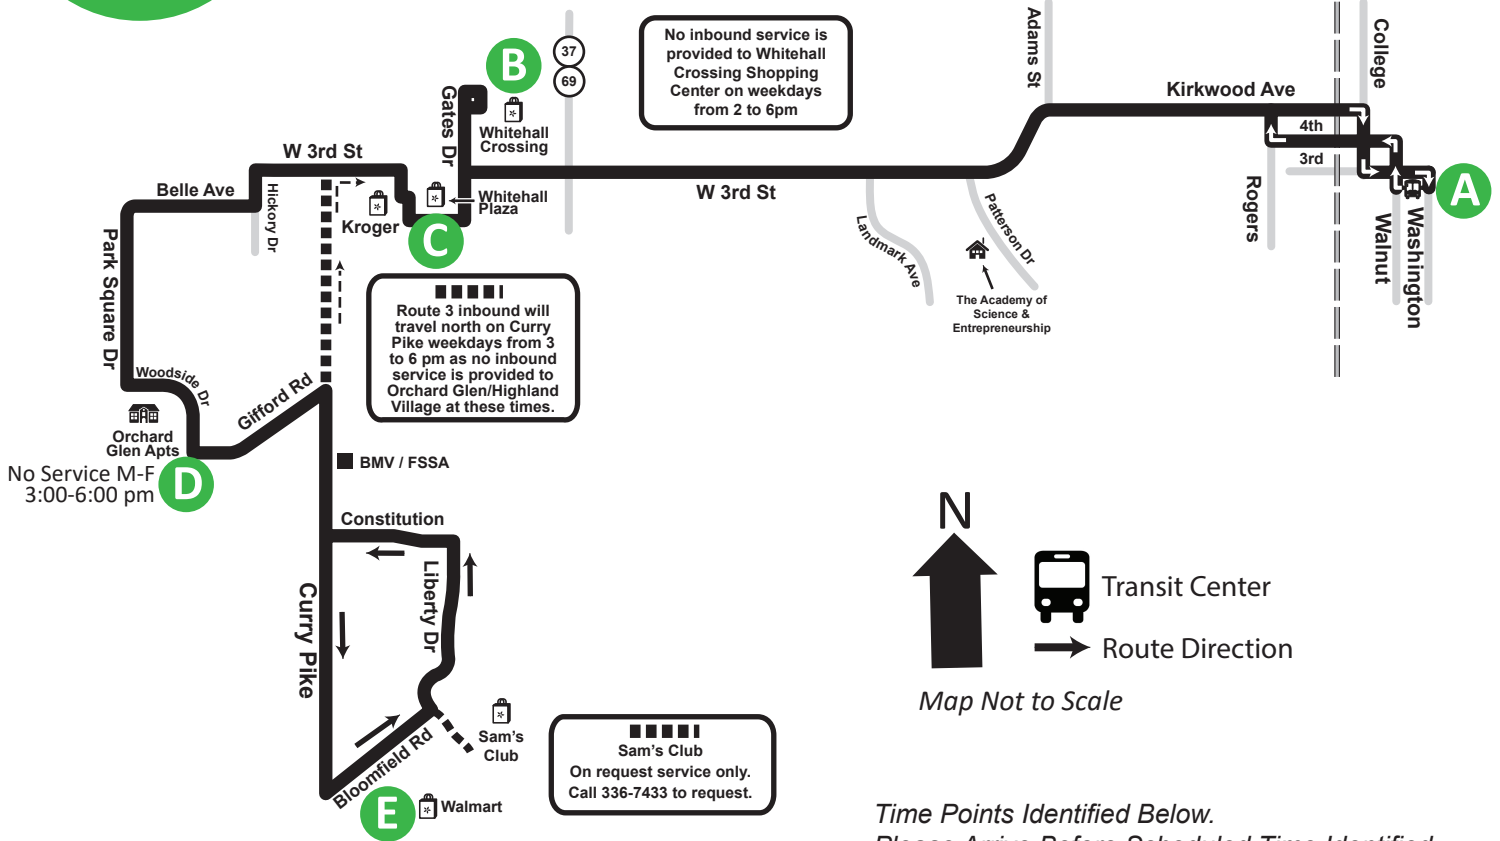 B
37
69
Gates Dr
Whitehall
Crossing
No inbound service is
provided to Whitehall
Crossing Shopping
Center on weekdays
from 2 to 6pm
Adams St
College
Kirkwood Ave
4th
3rd
A
Rogers
Walnut
Washington
W 3rd St
W 3rd St
Belle Ave
Hickory Dr
Kroger
Whitehall
Plaza
C
Landmark Ave
Patterson Dr
The Academy of
Science &
Entrepreneurship
Park Square Dr
Route 3 inbound will
travel north on Curry
Pike weekdays from 3
to 6 pm as no inbound
service is provided to
Orchard Glen/Highland
Village at these times.
Woodside Dr
Gifford Rd
Orchard
Glen Apts
No Service M-F
3:00-6:00 pm
D
BMV / FSSA
Constitution
Liberty Dr
Curry Pike
N
Transit Center
Route Direction
Map Not to Scale
Sam's
Club
Bloomfield Rd
E
Walmart
Sam's Club
On request service only.
Call 336-7433 to request.
Time Points Identified Below.
Please Arrive Before Scheduled Time Identified